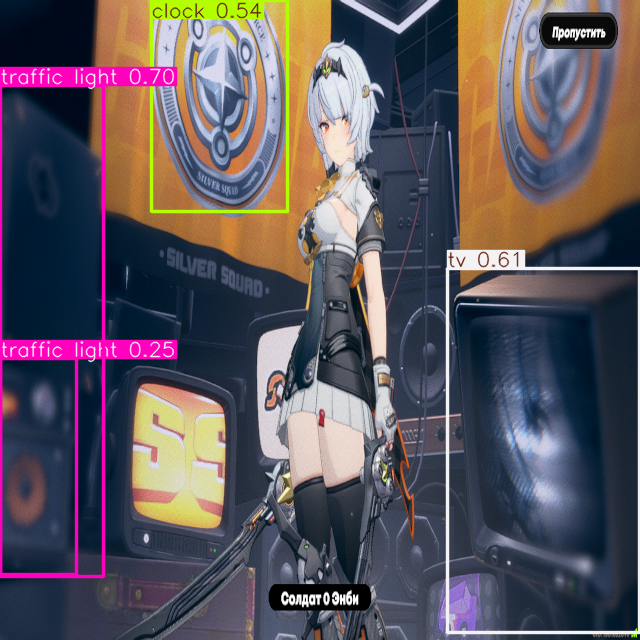 clock 0.54
Пропустить
traffic light 0.70
SILVER SQUAD
tv 0.61
· SILVER SQUAD ·
traffic light 0.25
SS
Солдат 0 Энби